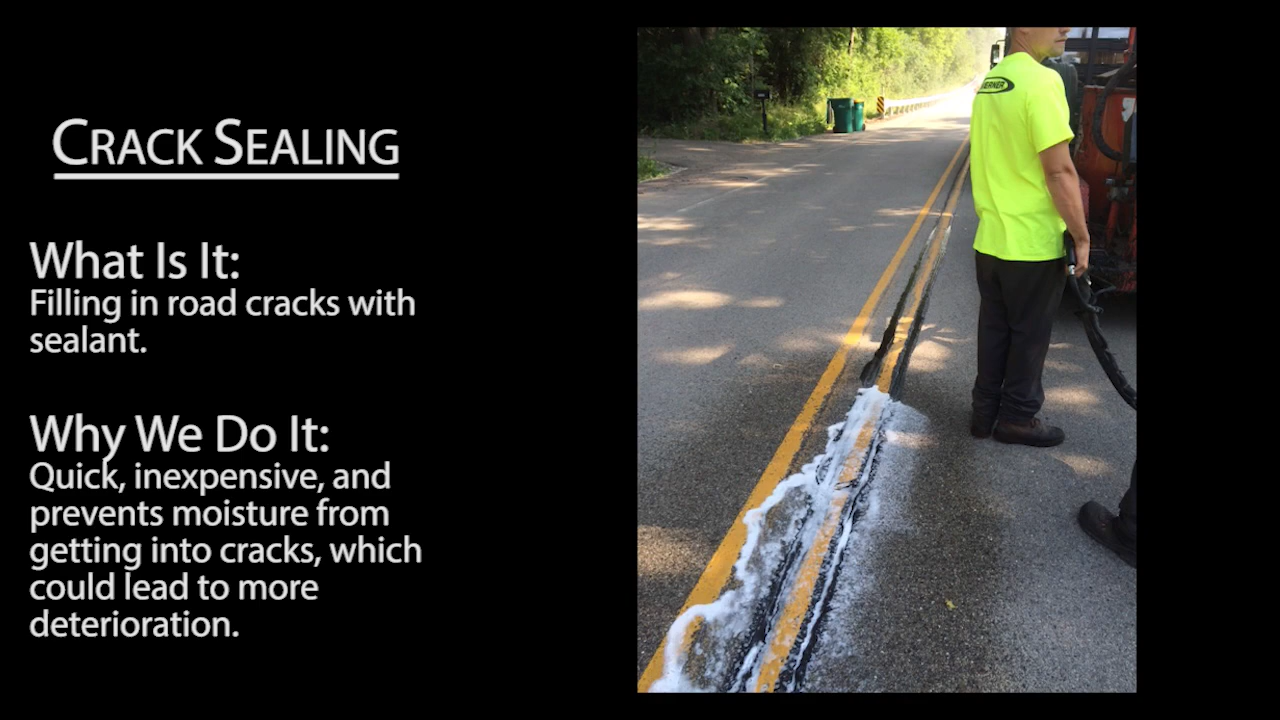 CRACK SEALING
What Is It:
Filling in road cracks with
sealant.
Why We Do It:
Quick, inexpensive, and
prevents moisture from
getting into cracks, which
could lead to more
deterioration.